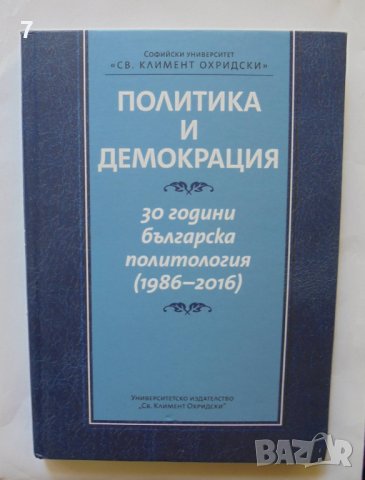 7
СОФИЙСКИ УНИВЕРСИТЕТ
«СВ. КЛИМЕНТ ОХРИДСКИ»
ПОЛИТИКА
И
ДЕМОКРАЦИЯ
30 години
българска
политология
(1986–2016)
УНИВЕРСИТЕТСКО ИЗДАТЕЛСТВО
„СВ. КЛИМЕНТ ОХРИДСКИ“
BAZAR